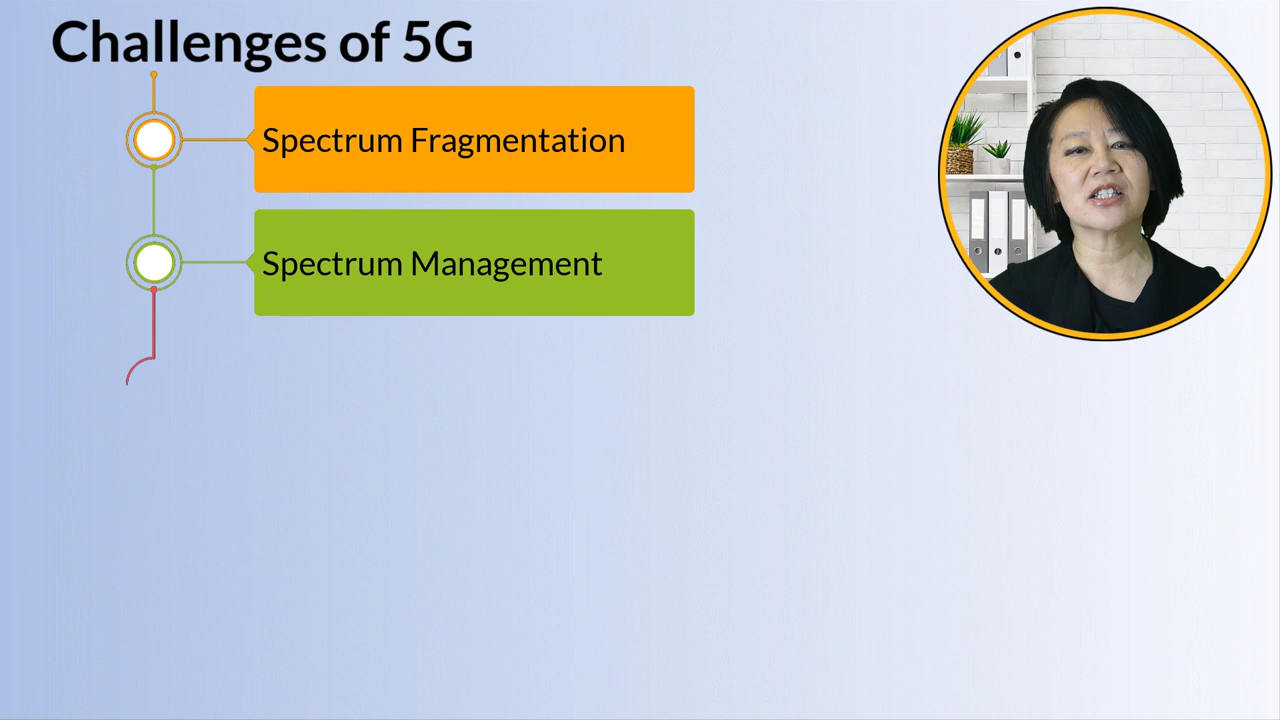 Challenges of 5G
Spectrum Fragmentation
Spectrum Management